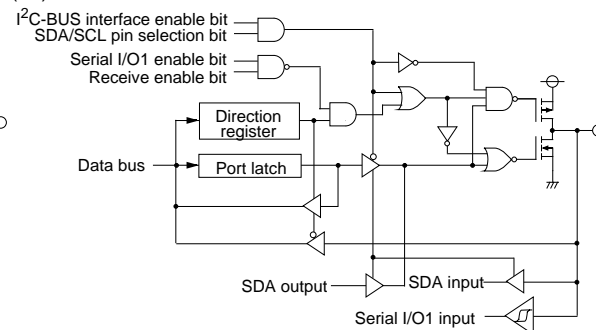 I2C-BUS interface enable bit
SDA/SCL pin selection bit
Serial I/O1 enable bit
Receive enable bit
Direction
register
Data bus
Port latch
SDA output
SDA input
Serial I/O1 input